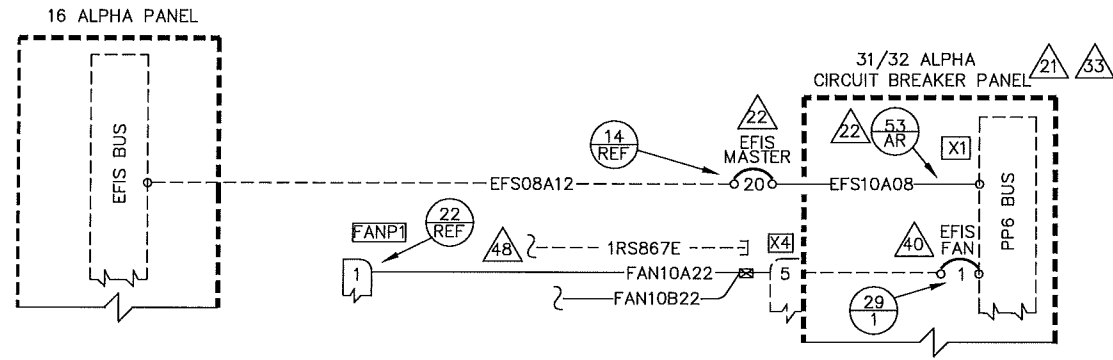 16 ALPHA PANEL
31/32 ALPHA
CIRCUIT BREAKER PANEL
21
33
EFIS BUS
14
REF
22
EFIS
MASTER
20
22
53
AR
X1
EFS08A12
EFS10A08
PP6 BUS
FANP1
22
REF
48
1RS867E
X4
40
EFIS
FAN
1
FAN10A22
5
1
FAN10B22
29
1